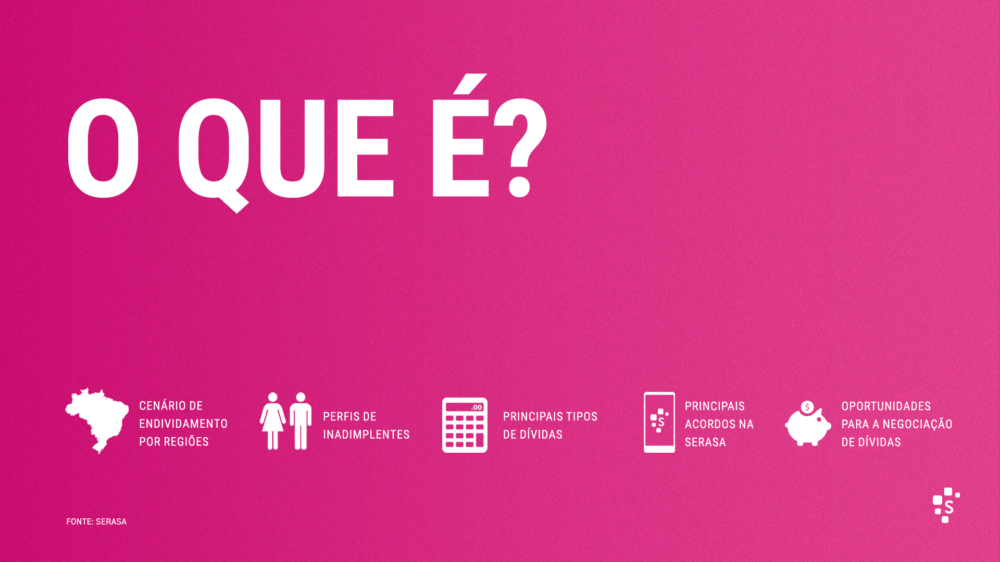 O QUE É?
CENÁRIO DE
ENDIVIDAMENTO
POR REGIÕES
PERFIS DE
INADIMPLENTES
.00
PRINCIPAIS TIPOS
DE DÍVIDAS
S
PRINCIPAIS
ACORDOS NA
SERASA
$
OPORTUNIDADES
PARA A NEGOCIAÇÃO
DE DÍVIDAS
S
FONTE: SERASA